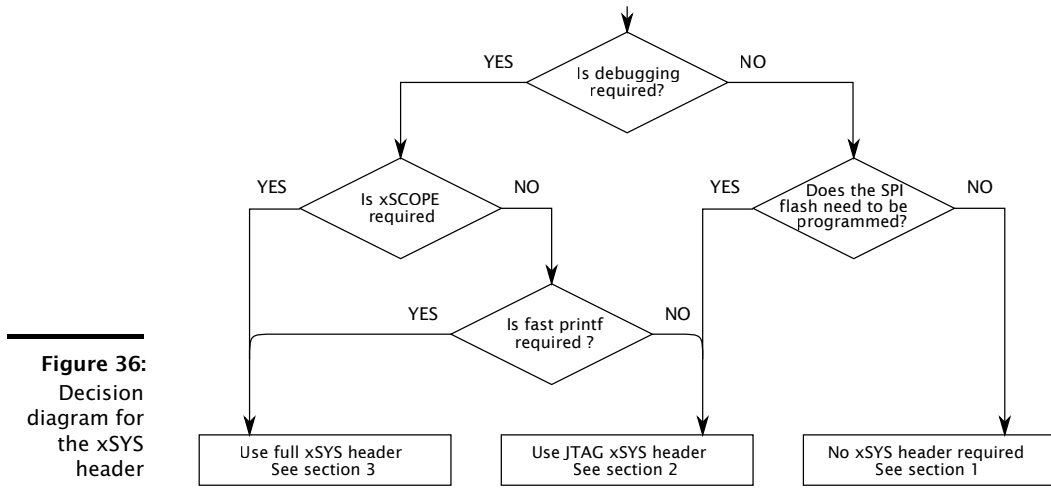 Is debugging
required?
YES
NO
Is xSCOPE
required
YES
NO
Does the SPI
flash need to be
programmed?
YES
NO
Is fast printf
required ?
YES
NO
Use full xSYS header
See section 3
Use JTAG xSYS header
See section 2
No xSYS header required
See section 1
Figure 36:
Decision
diagram for
the xSYS
header